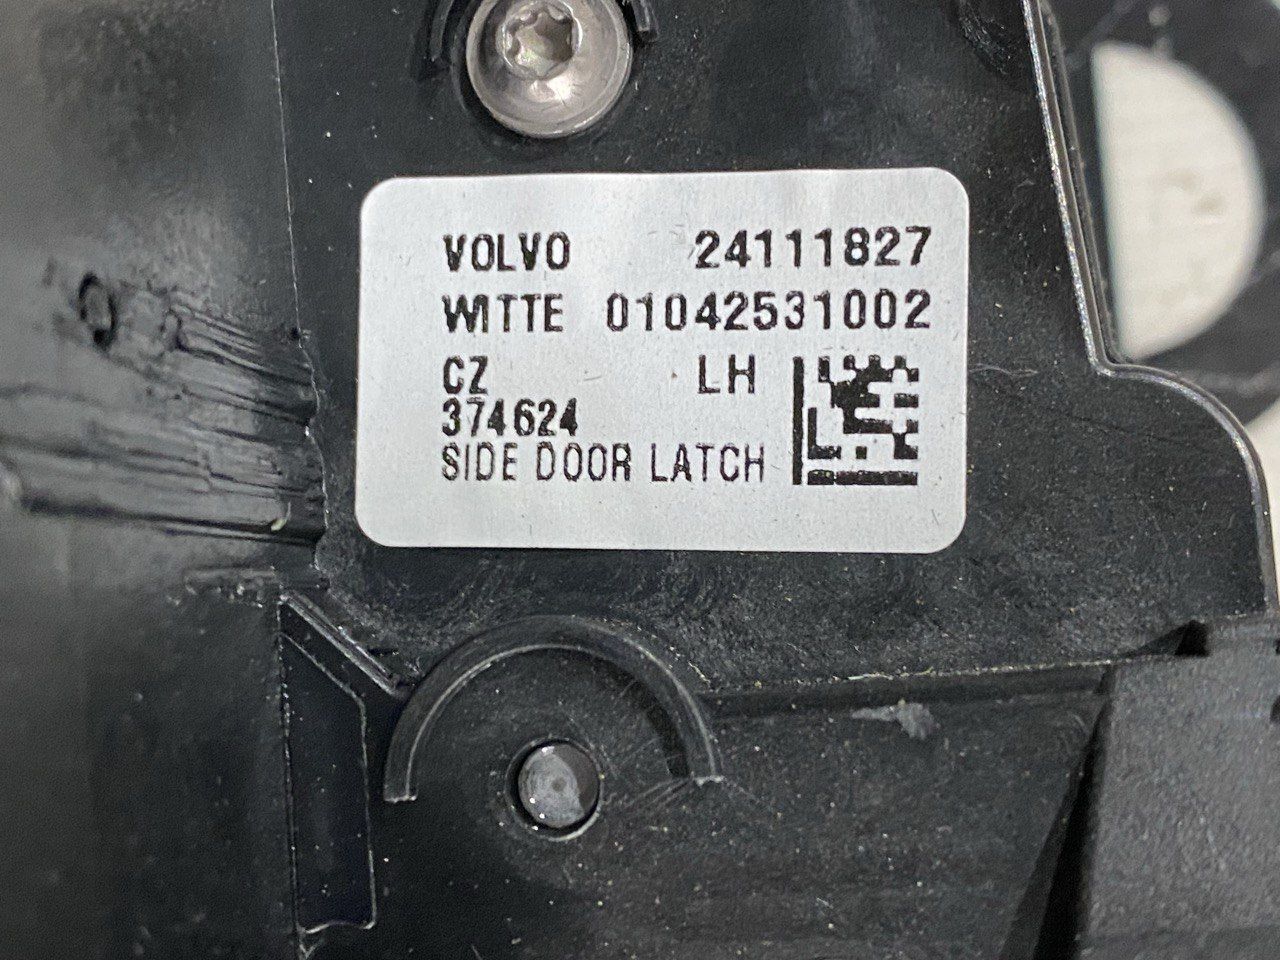 VOLVO 24111827
WITTE 01042531002
CZ LH
374624
SIDE DOOR LATCH